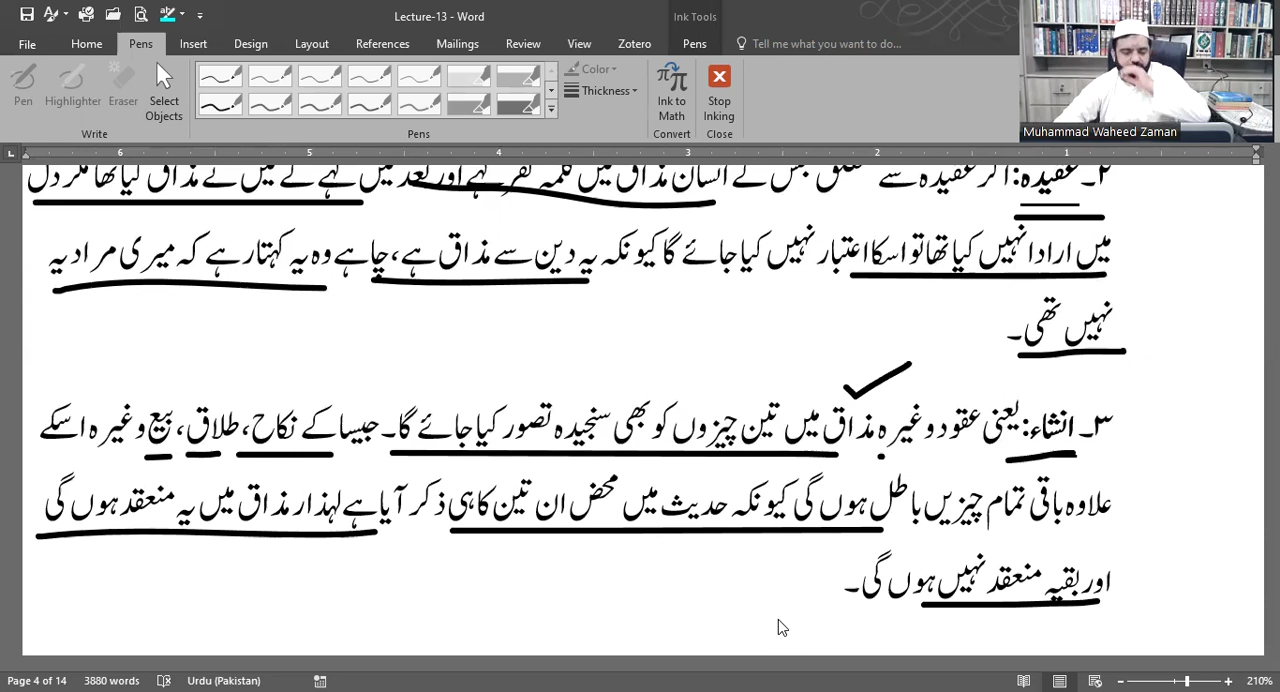 Lecture-13 - Word
Ink Tools
File Home Pens Insert Design Layout References Mailings Review View Zotero Pens Tell me what you want to do...
Pen Highlighter Eraser Select Objects
Color
Thickness
Ink to Math
Stop Inking
Write Pens Convert Close
Muhammad Waheed Zaman
6 5 4 3 2 1
۲۔ عقیدہ: اگر عقیدہ سے متعلق جس نے انسان مذاق میں کلمہ کفر کہے اور بعد میں کہے کے میں نے مذاق کیا تھا مگر دل
میں ارادا نہیں کیا تھا تو اسکا اعتبار نہیں کیا جائے گا کیونکہ یہ دین سے مذاق ہے، چاہے وہ یہ کہتا رہے کہ میری مراد یہ
نہیں تھی۔
۳۔ انشاء: یعنی عقود وغیرہ مذاق میں تین چیزوں کو بھی سنجیدہ تصور کیا جائے گا۔ جیسا کے نکاح، طلاق، بیع وغیرہ اسکے
علاوہ باقی تمام چیزیں باطل ہوں گی کیونکہ حدیث میں محض ان تین کا ہی ذکر آیا ہے لہذا ر مذاق میں یہ منعقد ہوں گی
اور بقیہ منعقد نہیں ہوں گی۔
Page 4 of 14 3880 words Urdu (Pakistan) 210%